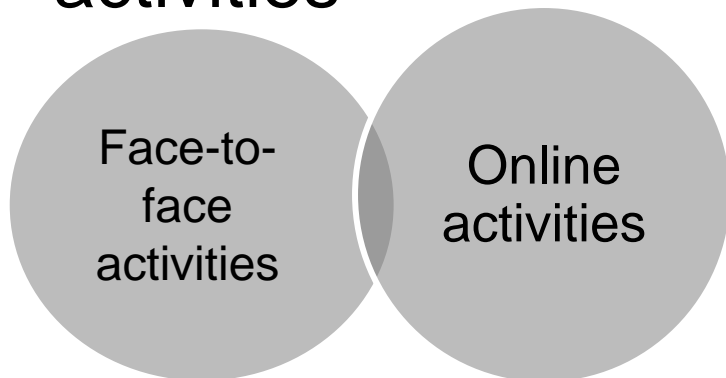 activities
Face-to-
face
activities
Online
activities